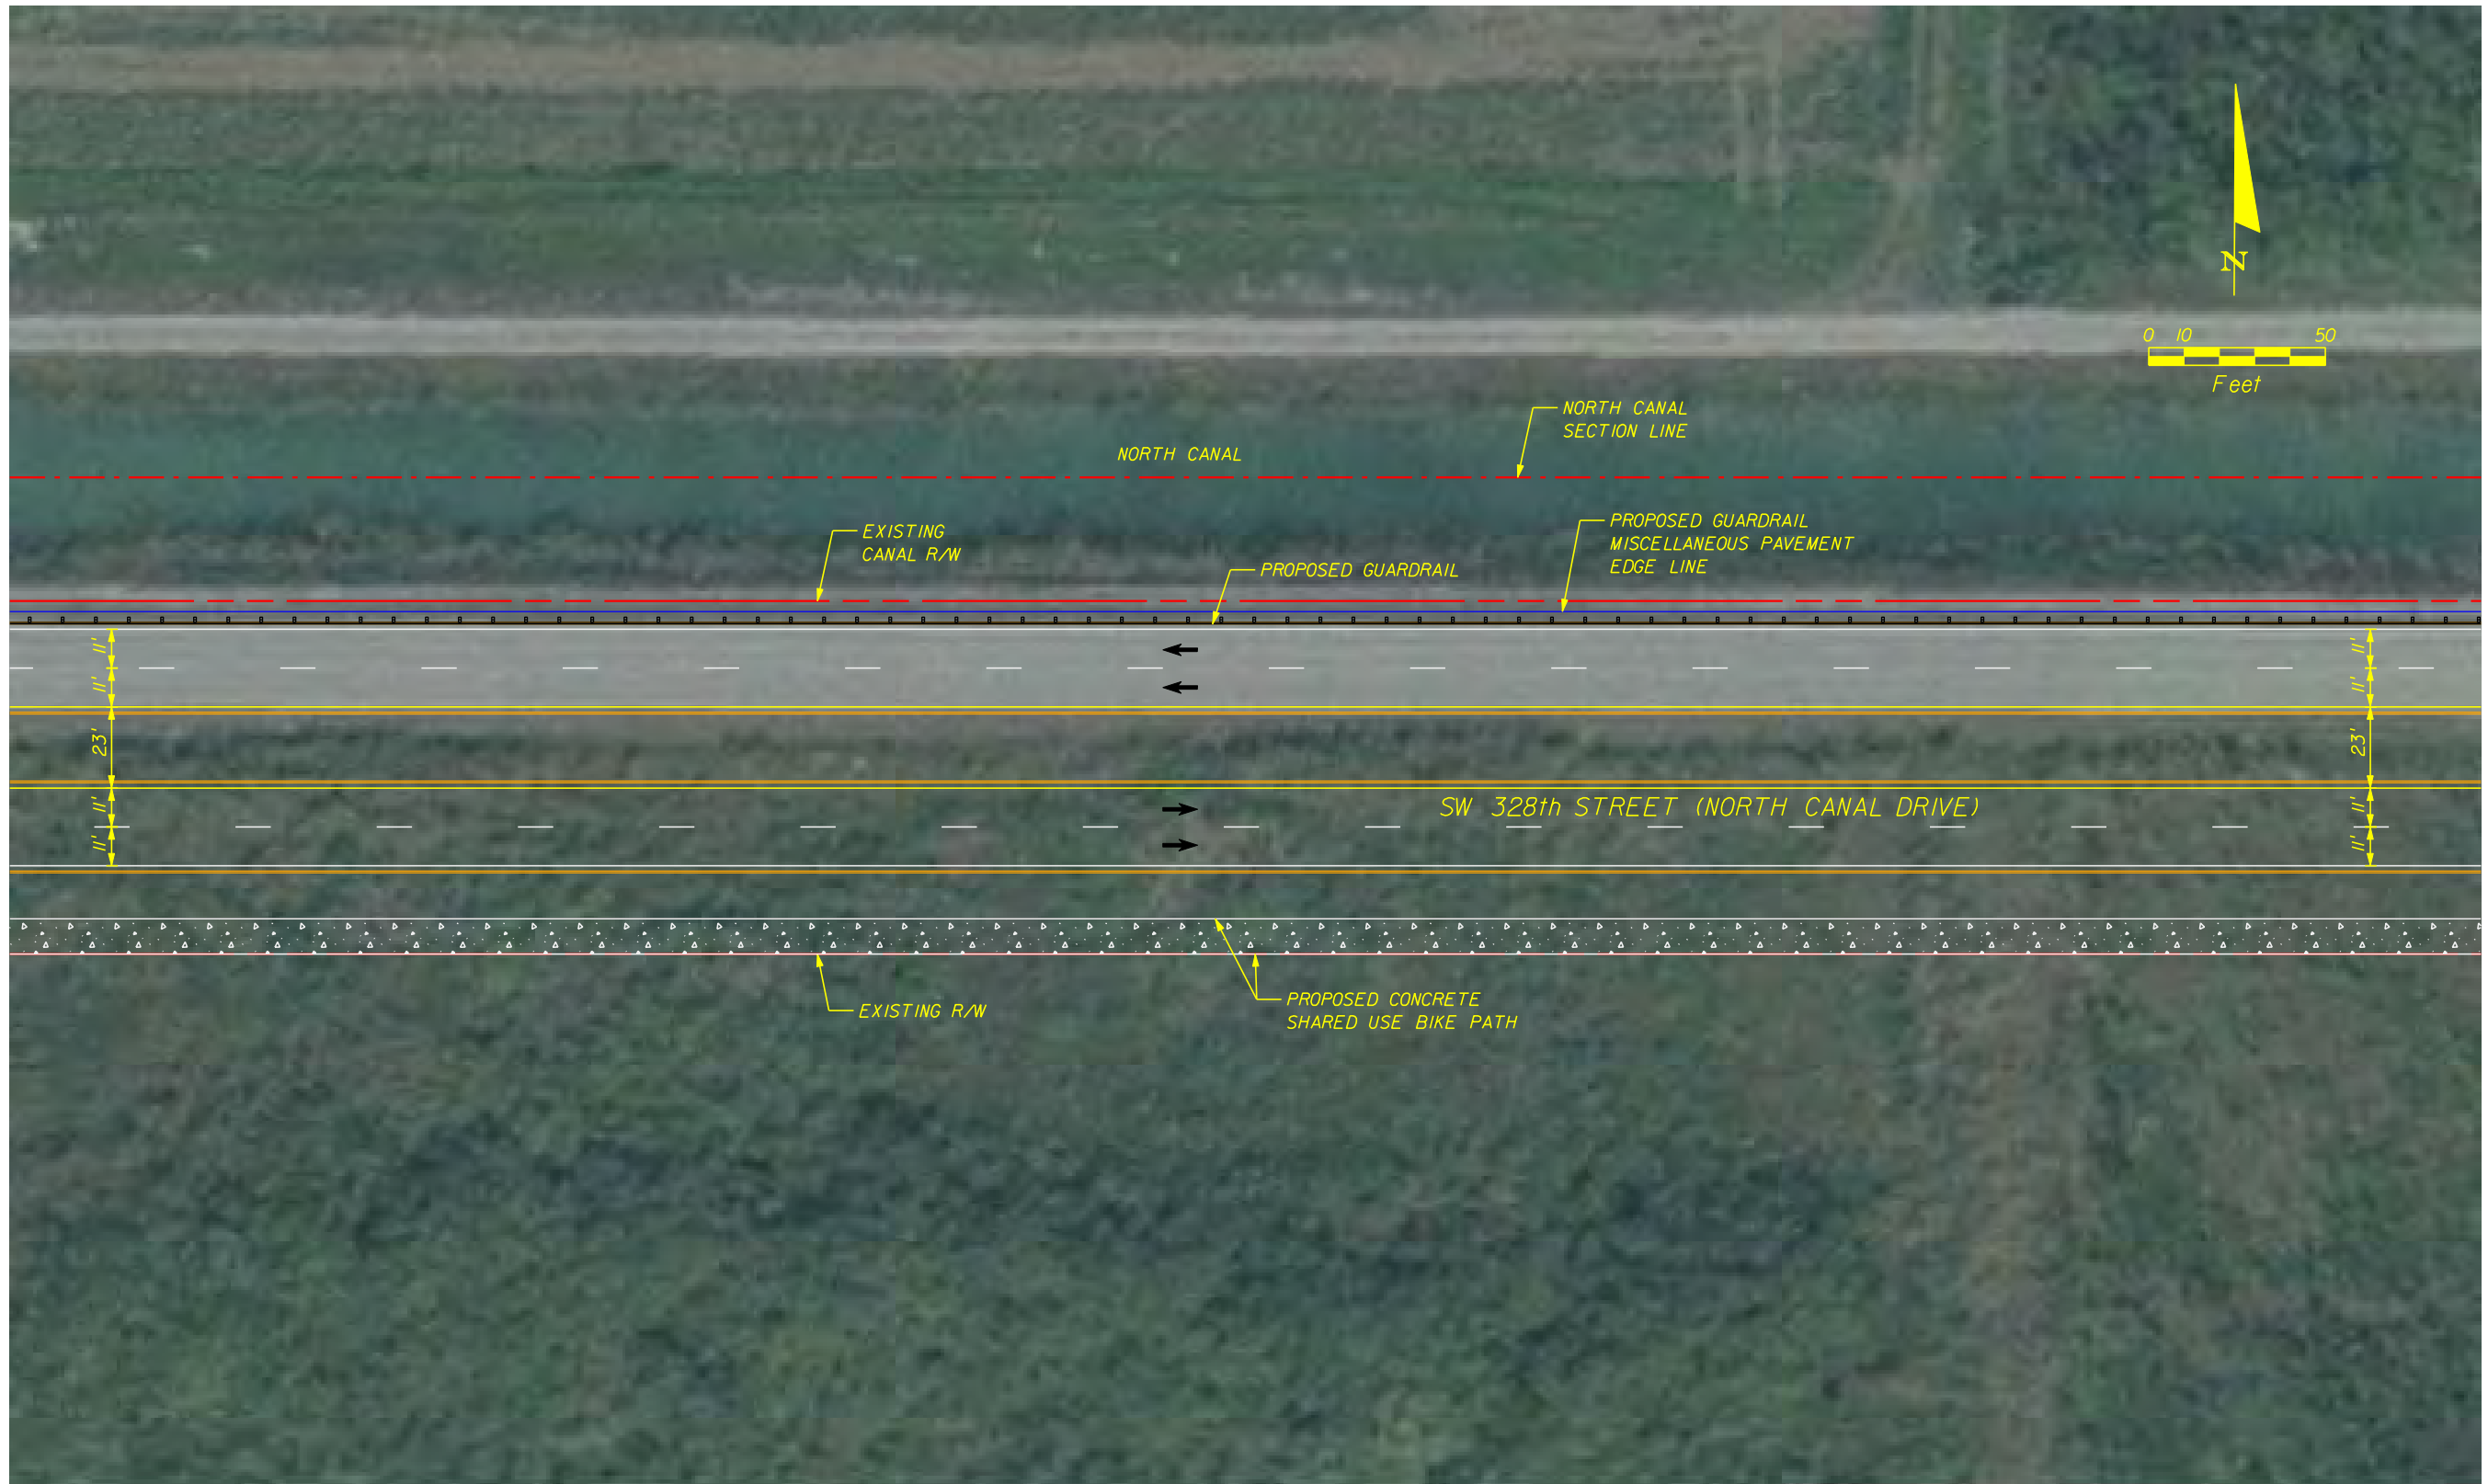 N
0 10 50
Feet
NORTH CANAL
SECTION LINE
NORTH CANAL
EXISTING
CANAL R/W
PROPOSED GUARDRAIL
MISCELLANEOUS PAVEMENT
EDGE LINE
PROPOSED GUARDRAIL
11'
11'
23'
11'
11'
11'
11'
23'
11'
11'
SW 328th STREET (NORTH CANAL DRIVE)
EXISTING R/W
PROPOSED CONCRETE
SHARED USE BIKE PATH